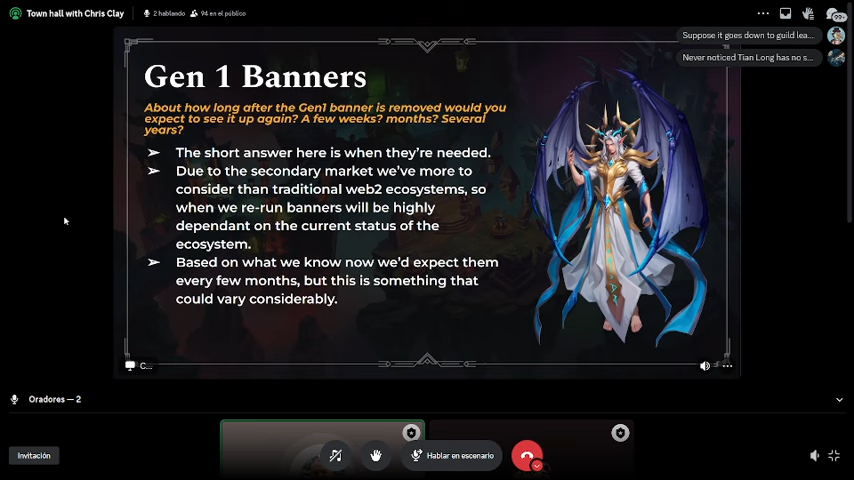 Town hall with Chris Clay
2 hablando
94 en el público
99+
Suppose it goes down to guild lea...
Never noticed Tian Long has no s...
Gen 1 Banners
About how long after the Gen1 banner is removed would you
expect to see it up again? A few weeks? months? Several
years?
➢ The short answer here is when they're needed.
➢ Due to the secondary market we've more to
consider than traditional web2 ecosystems, so
when we re-run banners will be highly
dependant on the current status of the
ecosystem.
➢ Based on what we know now we'd expect them
every few months, but this is something that
could vary considerably.
C...
Oradores — 2
Invitación
Hablar en escenario